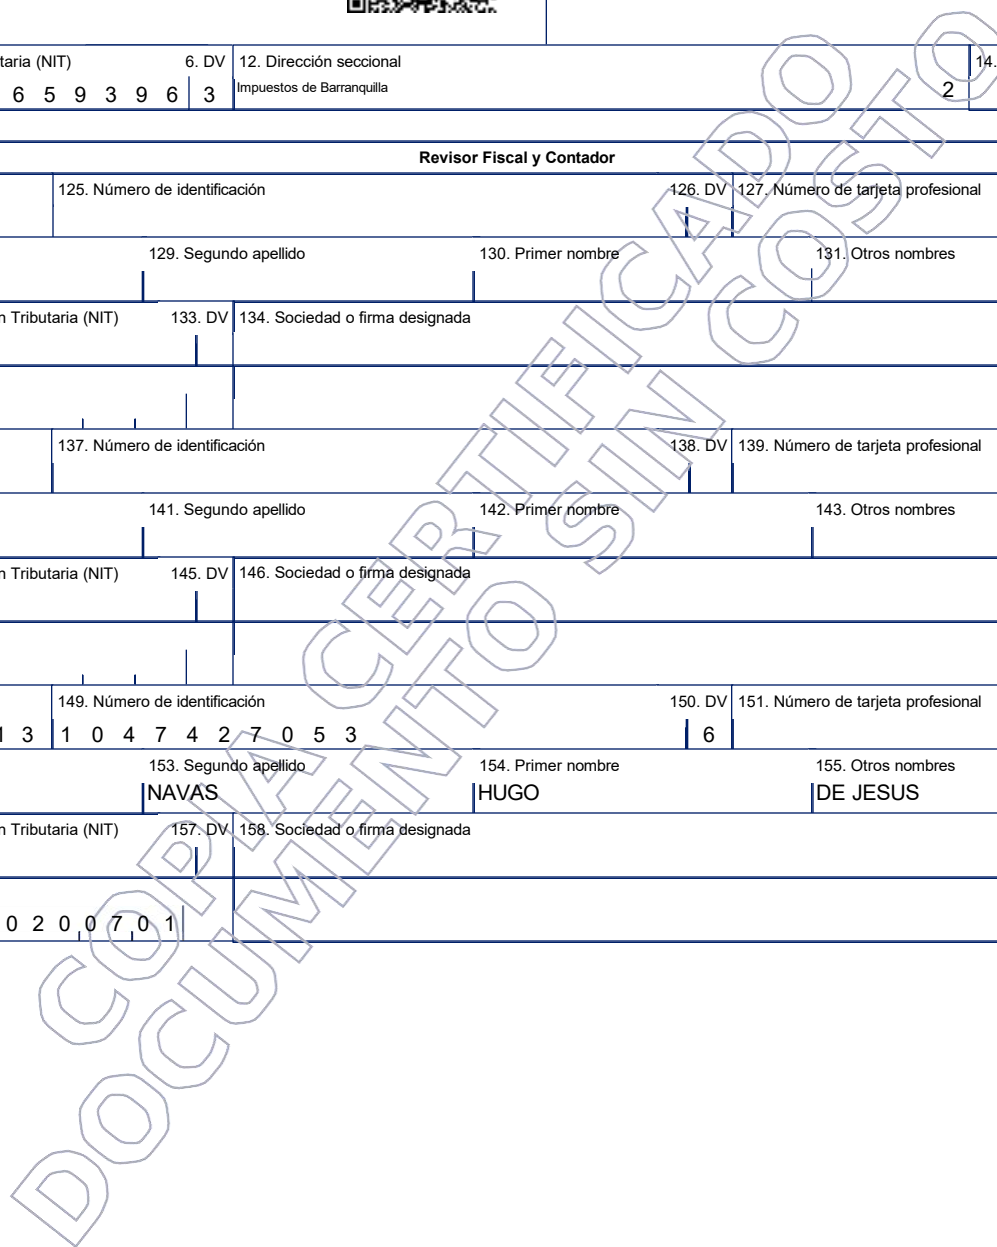 taria (NIT) 6. DV 12. Dirección seccional 14.
6 5 9 3 9 6 3 Impuestos de Barranquilla 2
Revisor Fiscal y Contador
125. Número de identificación 126. DV 127. Número de tarjeta profesional
129. Segundo apellido 130. Primer nombre 131. Otros nombres
n Tributaria (NIT) 133. DV 134. Sociedad o firma designada
137. Número de identificación 138. DV 139. Número de tarjeta profesional
141. Segundo apellido 142. Primer nombre 143. Otros nombres
n Tributaria (NIT) 145. DV 146. Sociedad o firma designada
149. Número de identificación 150. DV 151. Número de tarjeta profesional
1 3 1 0 4 7 4 2 7 0 5 3 6
153. Segundo apellido 154. Primer nombre 155. Otros nombres
NAVAS HUGO DE JESUS
n Tributaria (NIT) 157. DV 158. Sociedad o firma designada
0 2 0 0 7 0 1
COPIA CERTIFICADO
DOCUMENTO SIN COSTO